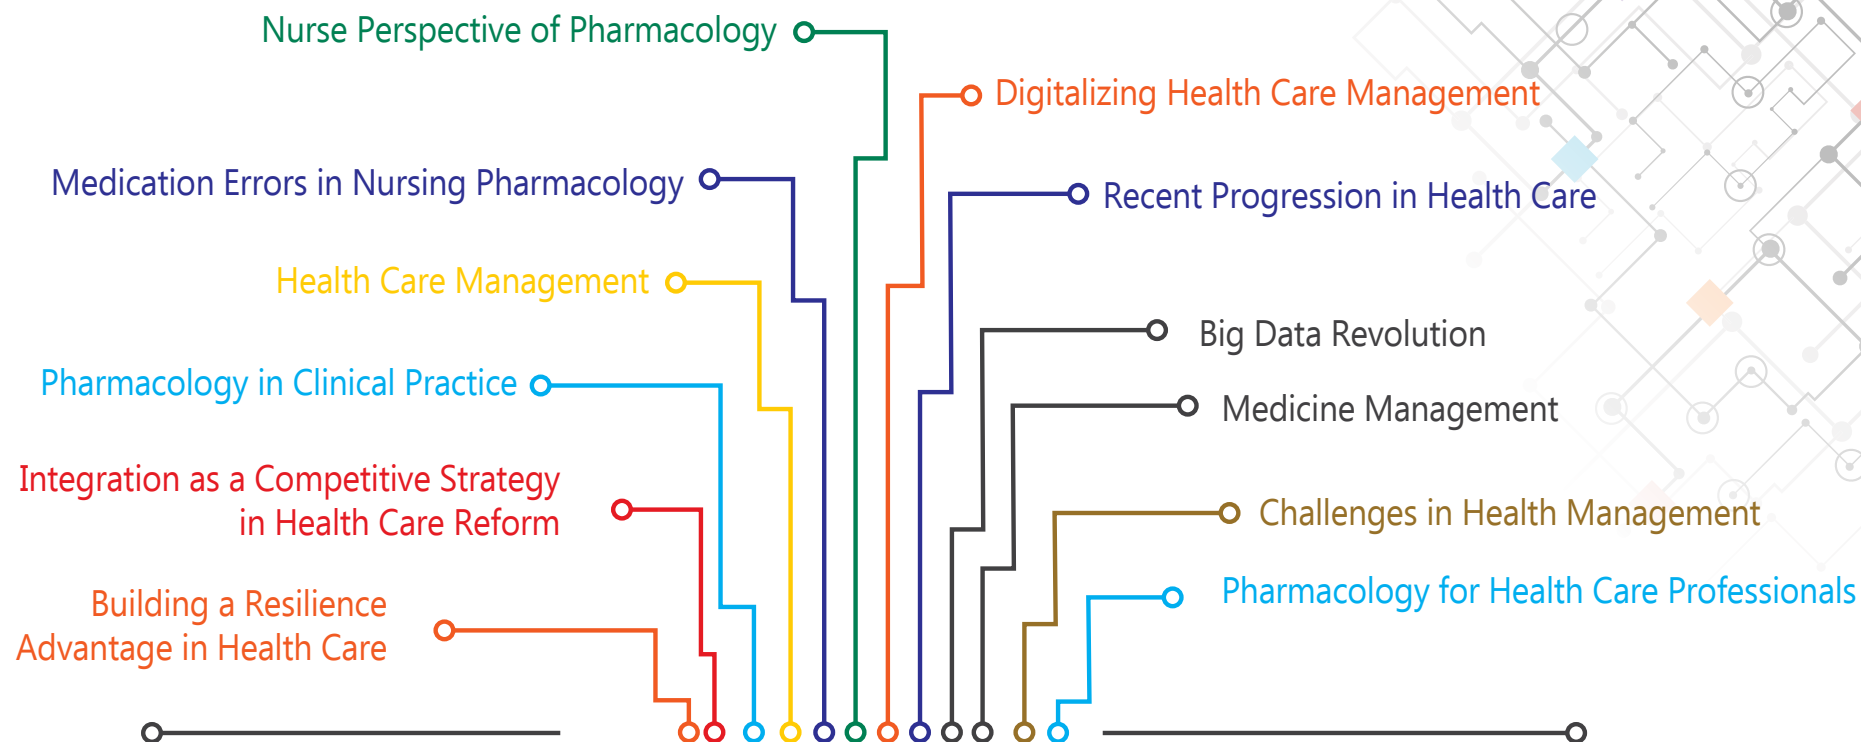 Nurse Perspective of Pharmacology
Medication Errors in Nursing Pharmacology
Health Care Management
Pharmacology in Clinical Practice
Integration as a Competitive Strategy
in Health Care Reform
Building a Resilience
Advantage in Health Care
Digitalizing Health Care Management
Recent Progression in Health Care
Big Data Revolution
Medicine Management
Challenges in Health Management
Pharmacology for Health Care Professionals